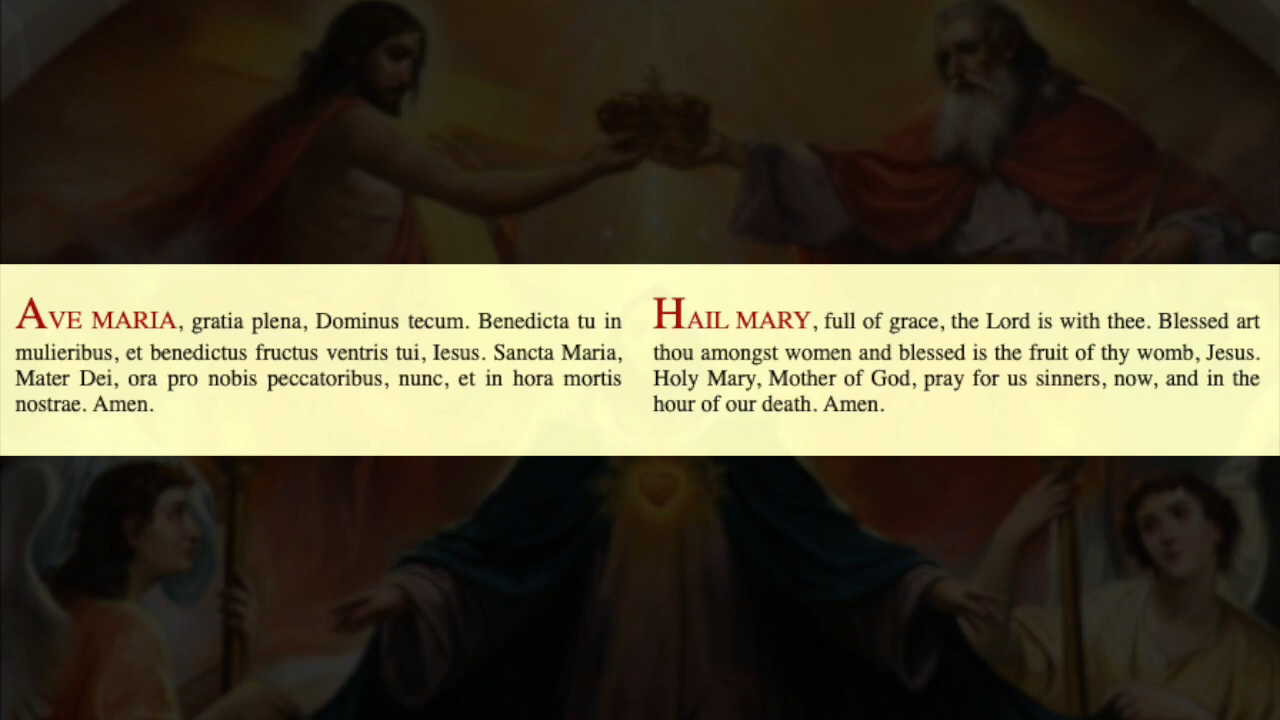 AVE MARIA, gratia plena, Dominus tecum. Benedicta tu in
mulieribus, et benedictus fructus ventris tui, Iesus. Sancta Maria,
Mater Dei, ora pro nobis peccatoribus, nunc, et in hora mortis
nostrae. Amen.
HAIL MARY, full of grace, the Lord is with thee. Blessed art
thou amongst women and blessed is the fruit of thy womb, Jesus.
Holy Mary, Mother of God, pray for us sinners, now, and in the
hour of our death. Amen.